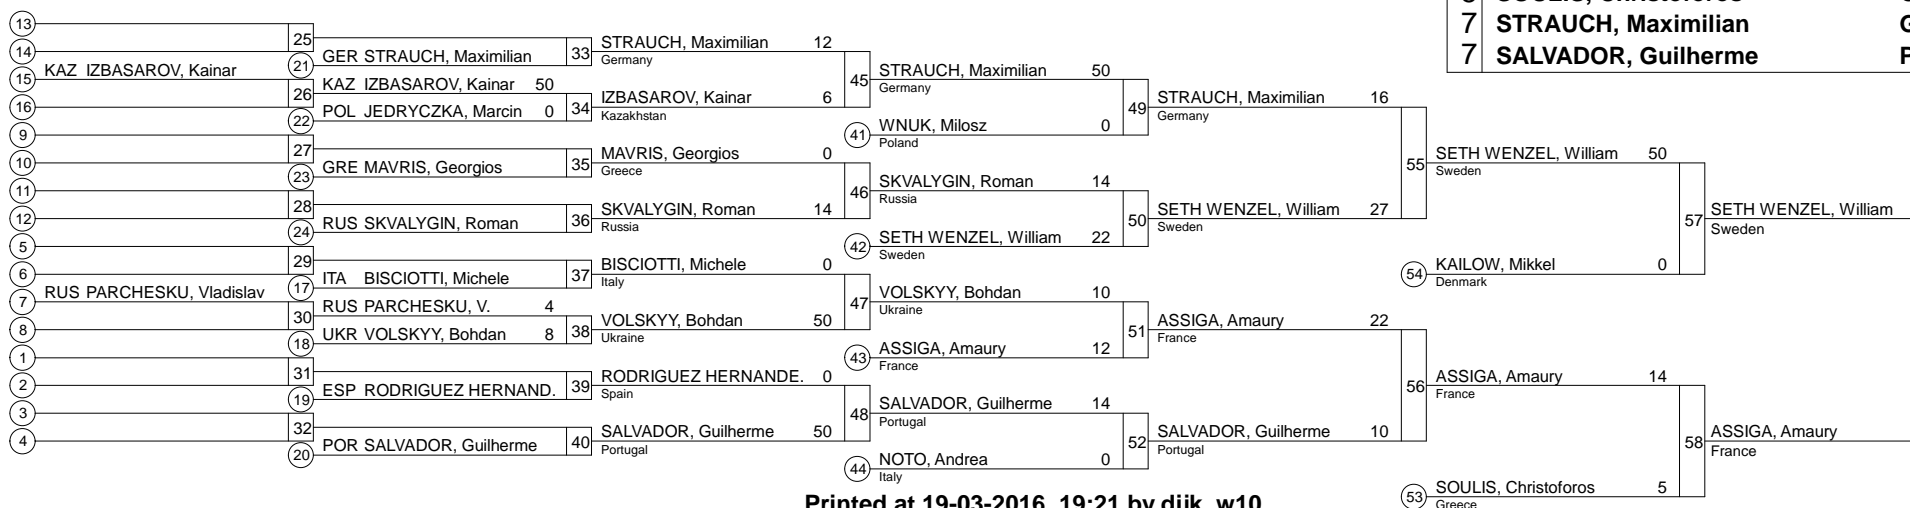 13
14
KAZ IZBASAROV, Kainar
15
16
9
10
11
12
5
6
RUS PARCHESKU, Vladislav
7
8
1
2
3
4
25
GER STRAUCH, Maximilian
21
KAZ IZBASAROV, Kainar 50
26
POL JEDRYCZKA, Marcin 0
22
27
GRE MAVRIS, Georgios
23
28
RUS SKVALYGIN, Roman
24
29
ITA BISCIOTTI, Michele
17
RUS PARCHESKU, V. 4
30
UKR VOLSKYY, Bohdan 8
18
31
ESP RODRIGUEZ HERNAND.
19
32
POR SALVADOR, Guilherme
20
33
STRAUCH, Maximilian 12
Germany
34
IZBASAROV, Kainar 6
Kazakhstan
35
MAVRIS, Georgios 0
Greece
36
SKVALYGIN, Roman 14
Russia
37
BISCIOTTI, Michele 0
Italy
38
VOLSKYY, Bohdan 50
Ukraine
39
RODRIGUEZ HERNANDE. 0
Spain
40
SALVADOR, Guilherme 50
Portugal
45
STRAUCH, Maximilian 50
Germany
41
WNUK, Milosz 0
Poland
46
SKVALYGIN, Roman 14
Russia
42
SETH WENZEL, William 22
Sweden
47
VOLSKYY, Bohdan 10
Ukraine
43
ASSIGA, Amaury 12
France
48
SALVADOR, Guilherme 14
Portugal
44
NOTO, Andrea 0
Italy
49
STRAUCH, Maximilian 16
Germany
50
SETH WENZEL, William 27
Sweden
51
ASSIGA, Amaury 22
France
52
SALVADOR, Guilherme 10
Portugal
55
SETH WENZEL, William 50
Sweden
54
KAILOW, Mikkel 0
Denmark
56
ASSIGA, Amaury 14
France
53
SOULIS, Christoforos 5
Greece
57
SETH WENZEL, William
Sweden
58
ASSIGA, Amaury
France
SOULIS, Christoforos
7 STRAUCH, Maximilian G
7 SALVADOR, Guilherme P
Printed at 19-03-2016 19:21 by dijk_w10